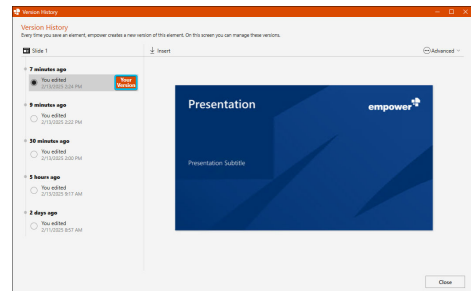 Version History
Version History
Every time you save an element, empower creates a new version of this element. On this screen you can manage these versions.
Slide 1
Insert
Advanced
7 minutes ago
You edited
2/13/2025 2:24 PM
Your
Version
9 minutes ago
You edited
2/13/2025 2:22 PM
30 minutes ago
You edited
2/13/2025 2:00 PM
5 hours ago
You edited
2/13/2025 9:17 AM
2 days ago
You edited
2/11/2025 8:57 AM
Presentation
empower
Presentation Subtitle
Close